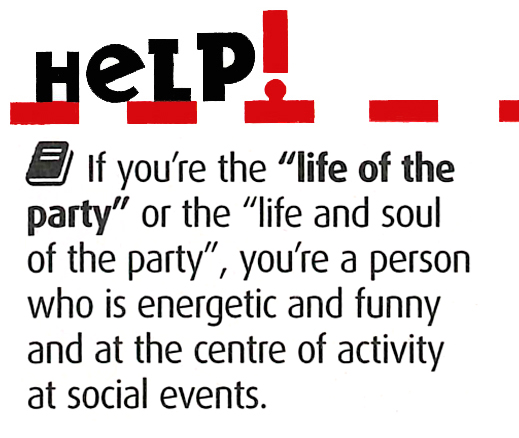 HeLP!
If you're the "life of the
party" or the "life and soul
of the party", you're a person
who is energetic and funny
and at the centre of activity
at social events.